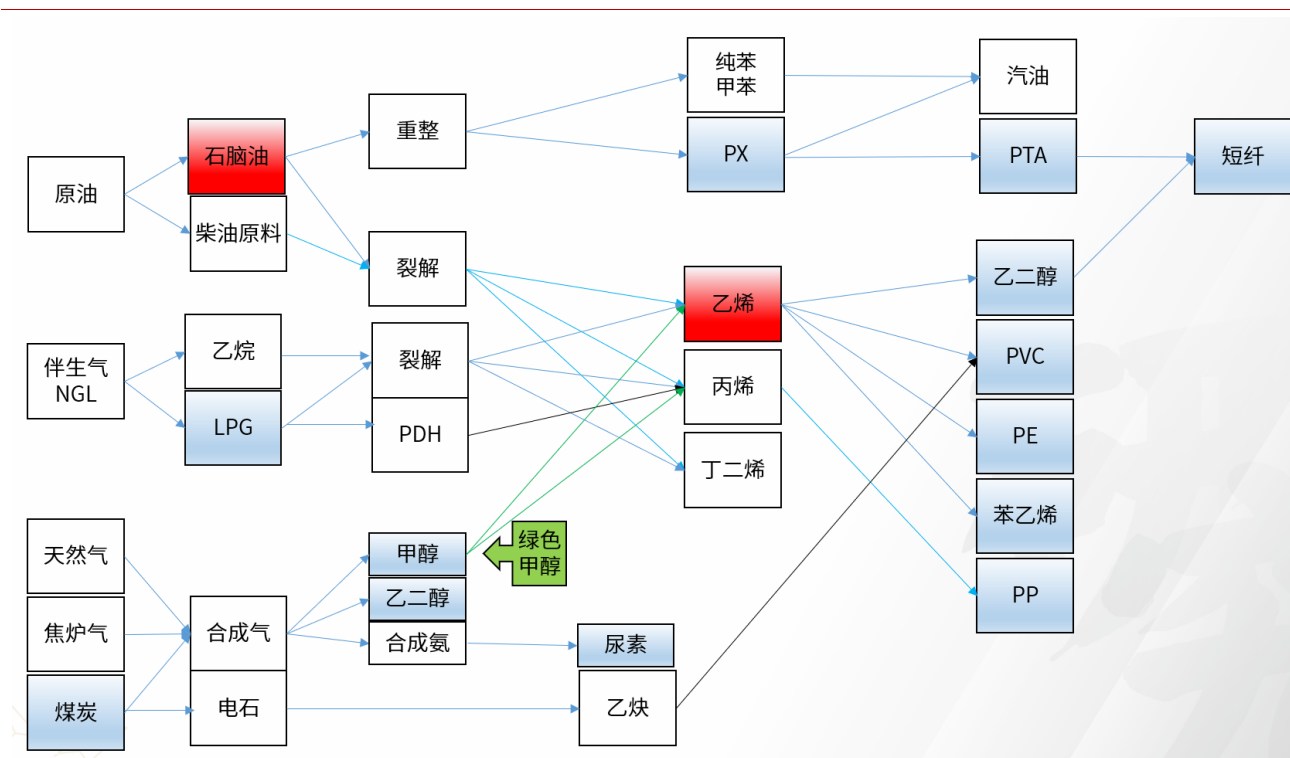 纯苯
甲苯
汽油
重整
石脑油
PX
PTA
短纤
原油
柴油原料
裂解
乙烯
乙二醇
伴生气
NGL
乙烷
裂解
丙烯
PVC
LPG
PDH
丁二烯
PE
苯乙烯
天然气
甲醇
绿色
甲醇
乙二醇
PP
焦炉气
合成气
合成氨
尿素
煤炭
电石
乙炔